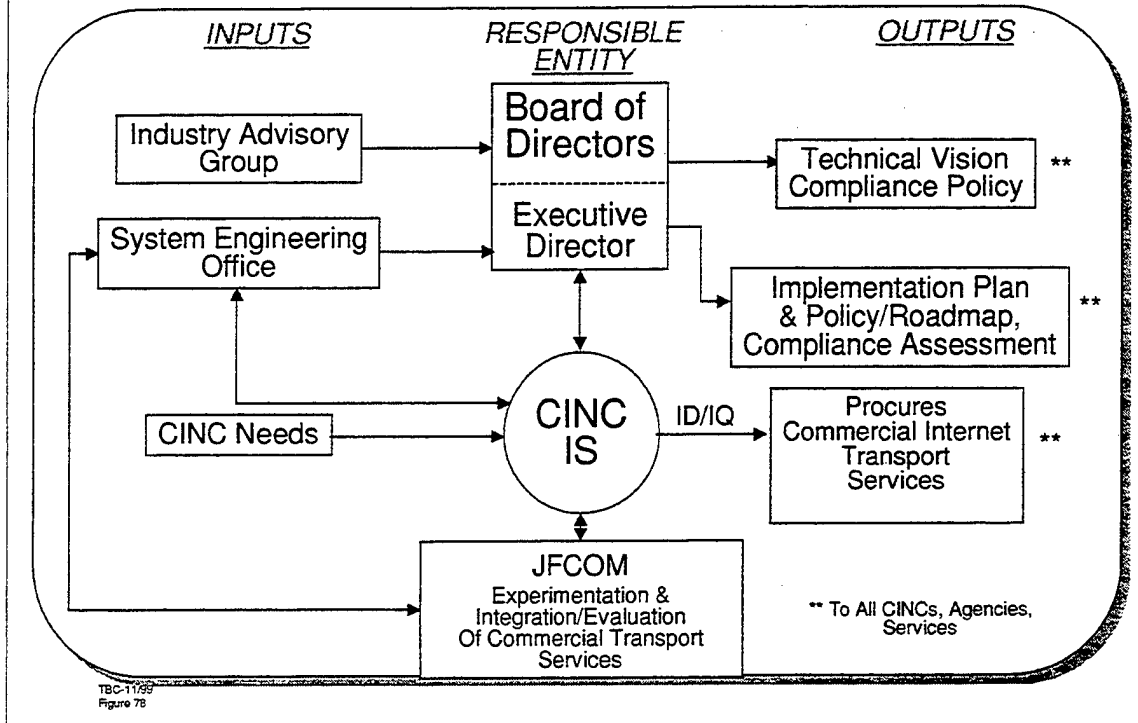 INPUTS
RESPONSIBLE
ENTITY
OUTPUTS
Industry Advisory
Group
Board of
Directors
Technical Vision
Compliance Policy
**
System Engineering
Office
Executive
Director
Implementation Plan
& Policy/Roadmap,
Compliance Assessment
**
CINC Needs
CINC
IS
ID/IQ
Procures
Commercial Internet
Transport
Services
**
JFCOM
Experimentation &
Integration/Evaluation
Of Commercial Transport
Services
** To All CINCs, Agencies,
Services
TBC-11/99
Figure 78